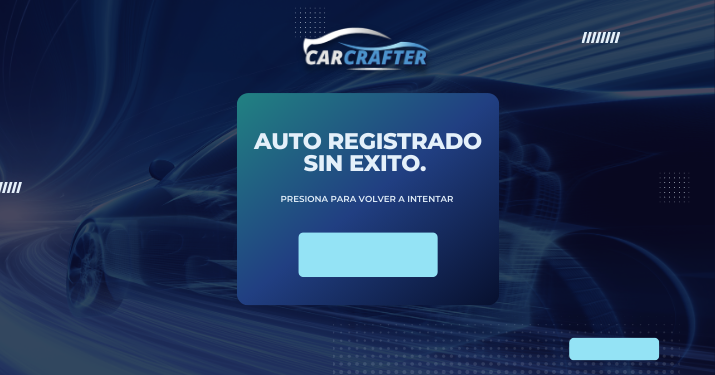 CARCRAFTER
AUTO REGISTRADO
SIN EXITO.
PRESIONA PARA VOLVER A INTENTAR